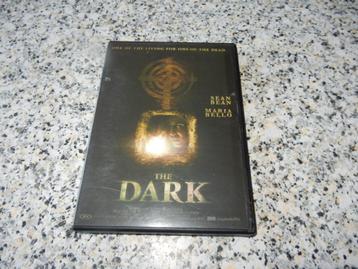 ONE OF THE LIVING FOR ONE OF THE DEAD
SEAN
BEAN
MARIA
BELLO
THE
DARK